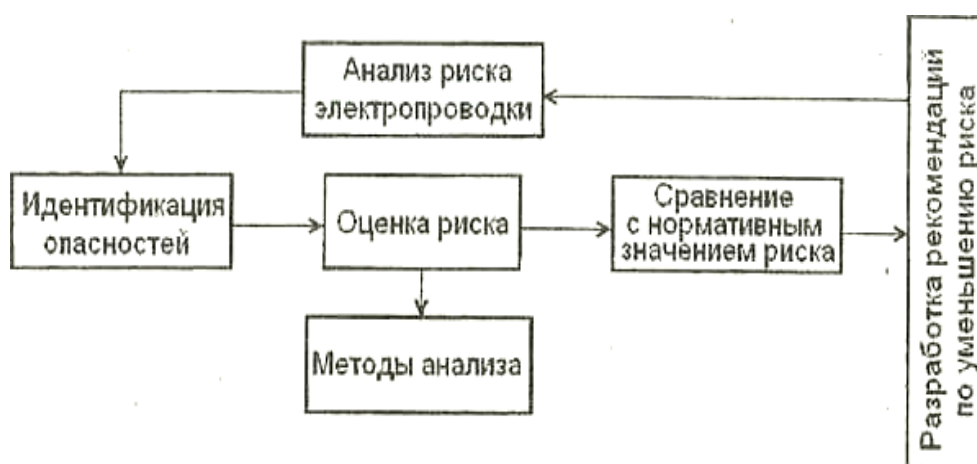 Анализ риска
электропроводки
Идентификация
опасностей
Оценка риска
Сравнение
с нормативным
значением риска
Методы анализа
Разработка рекомендаций
по уменьшению риска